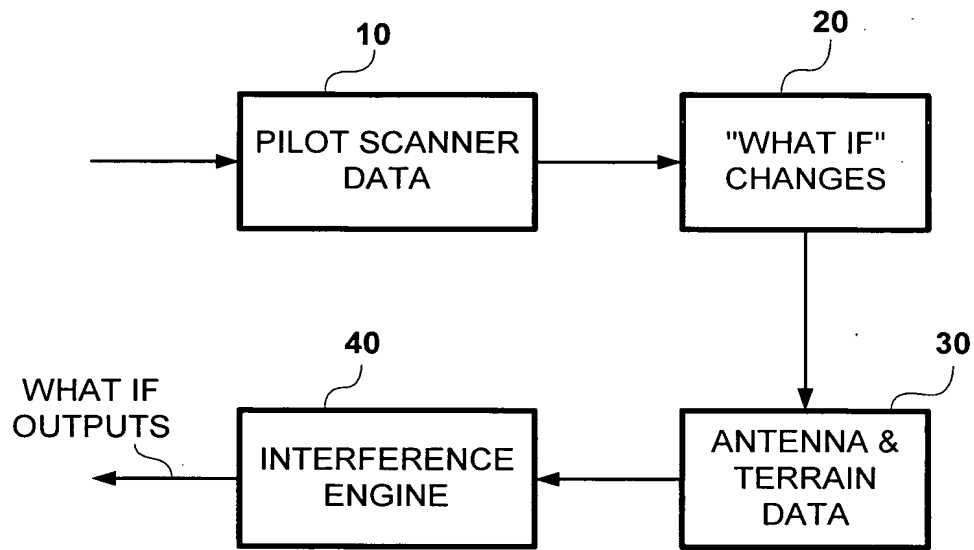 10
PILOT SCANNER
DATA
20
"WHAT IF"
CHANGES
30
ANTENNA &
TERRAIN
DATA
40
INTERFERENCE
ENGINE
WHAT IF
OUTPUTS